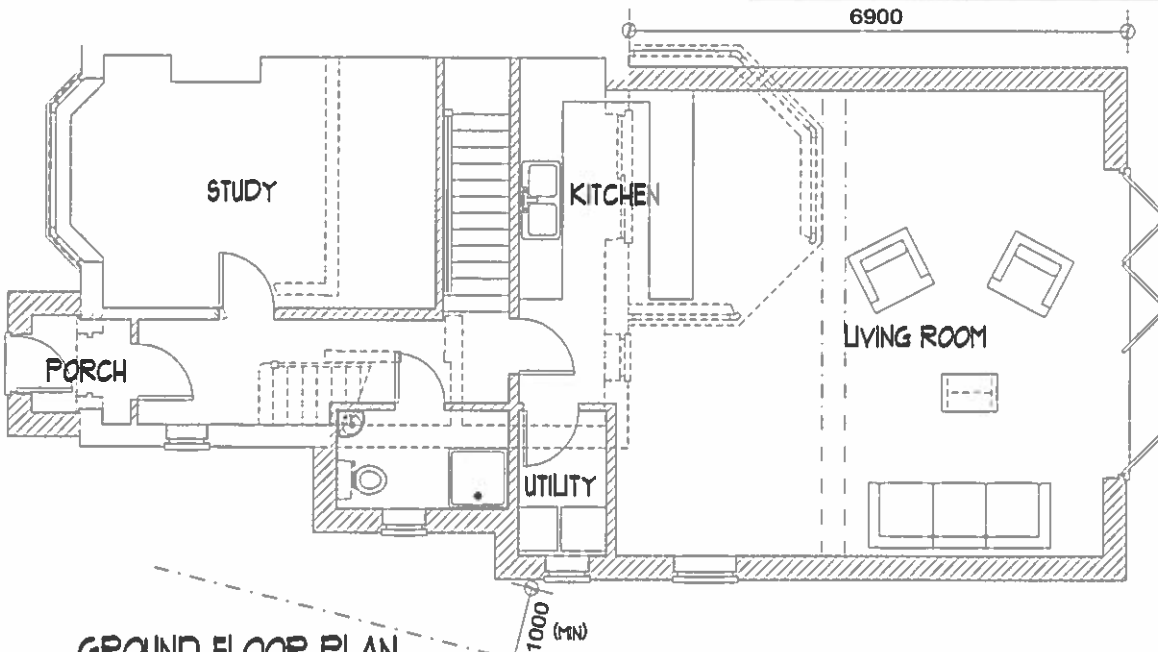 6900
STUDY
KITCHEN
PORCH
LIVING ROOM
UTILITY
1000 (MIN)
GROUND FLOOR PLAN